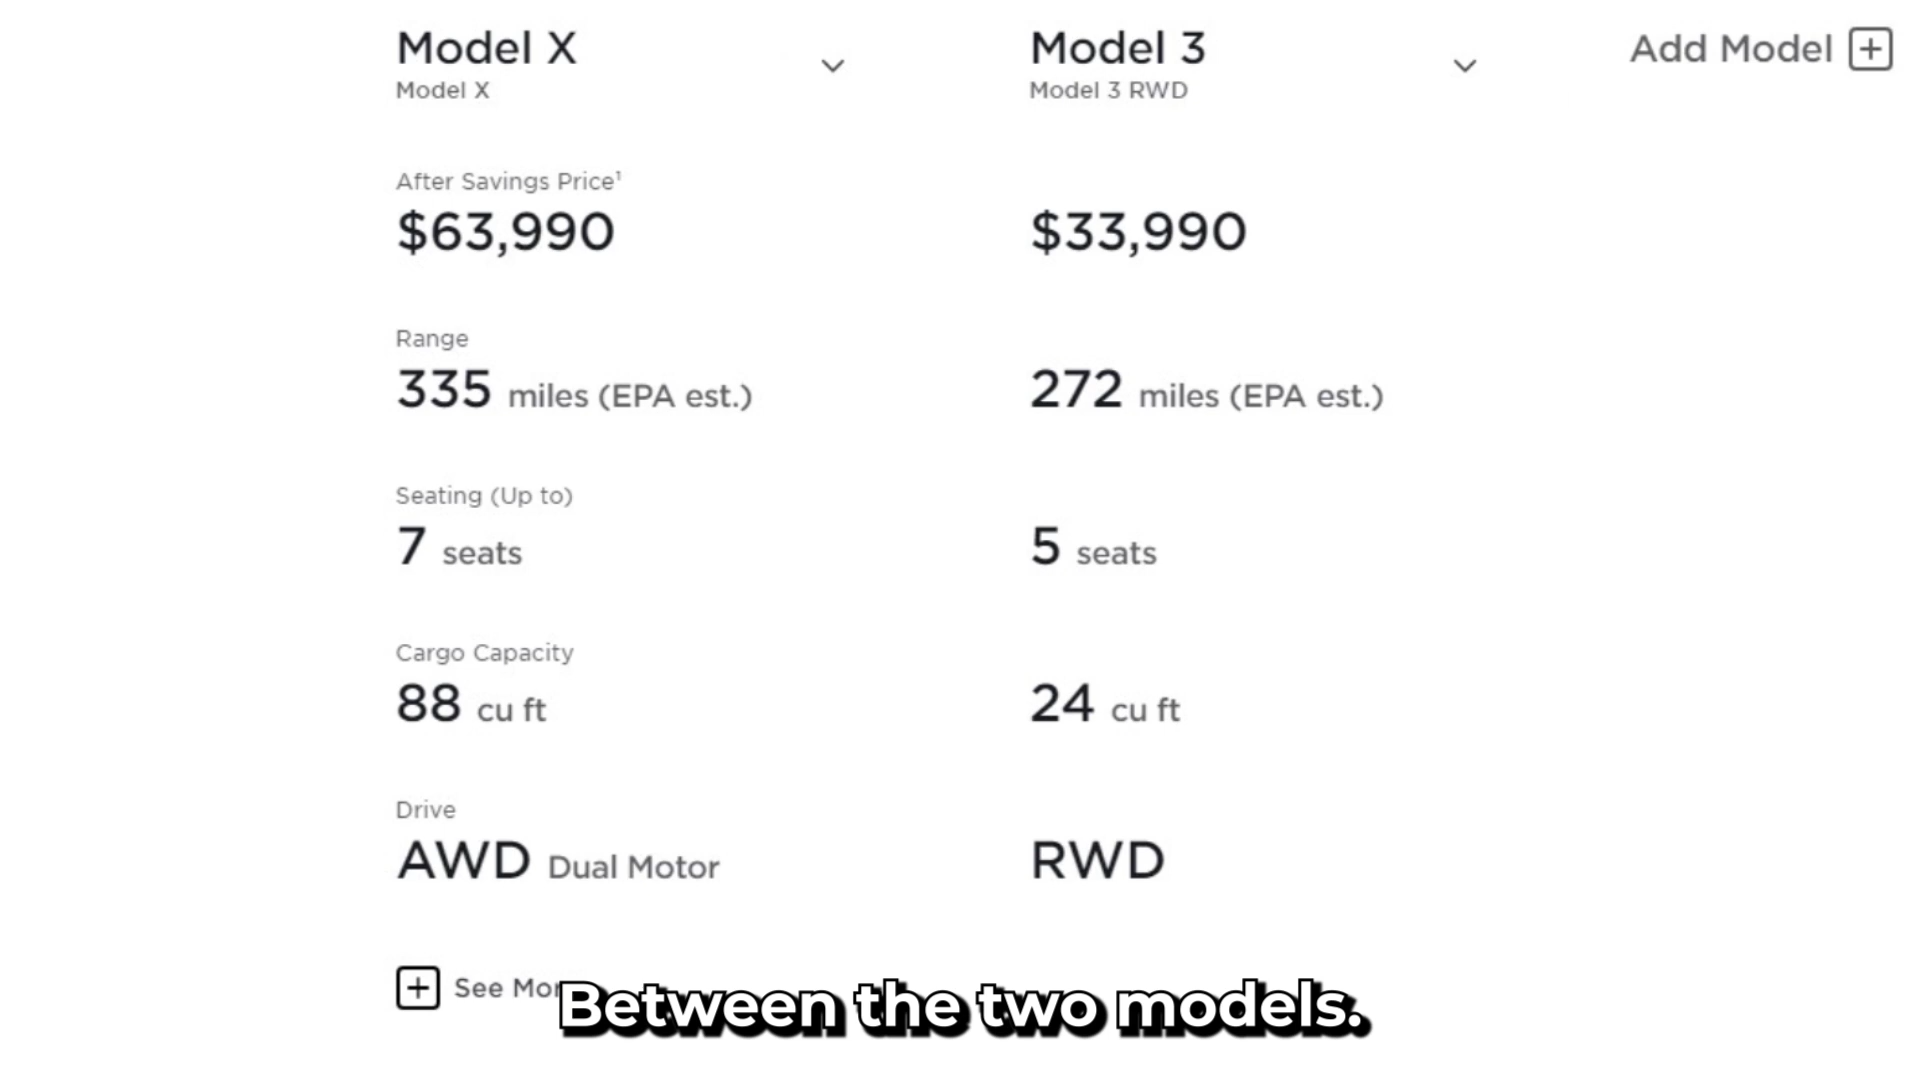 Model X
Model X
Model 3
Model 3 RWD
Add Model
After Savings Price¹
$63,990
$33,990
Range
335 miles (EPA est.)
272 miles (EPA est.)
Seating (Up to)
7 seats
5 seats
Cargo Capacity
88 cu ft
24 cu ft
Drive
AWD Dual Motor
RWD
See Mor
Between the two models.